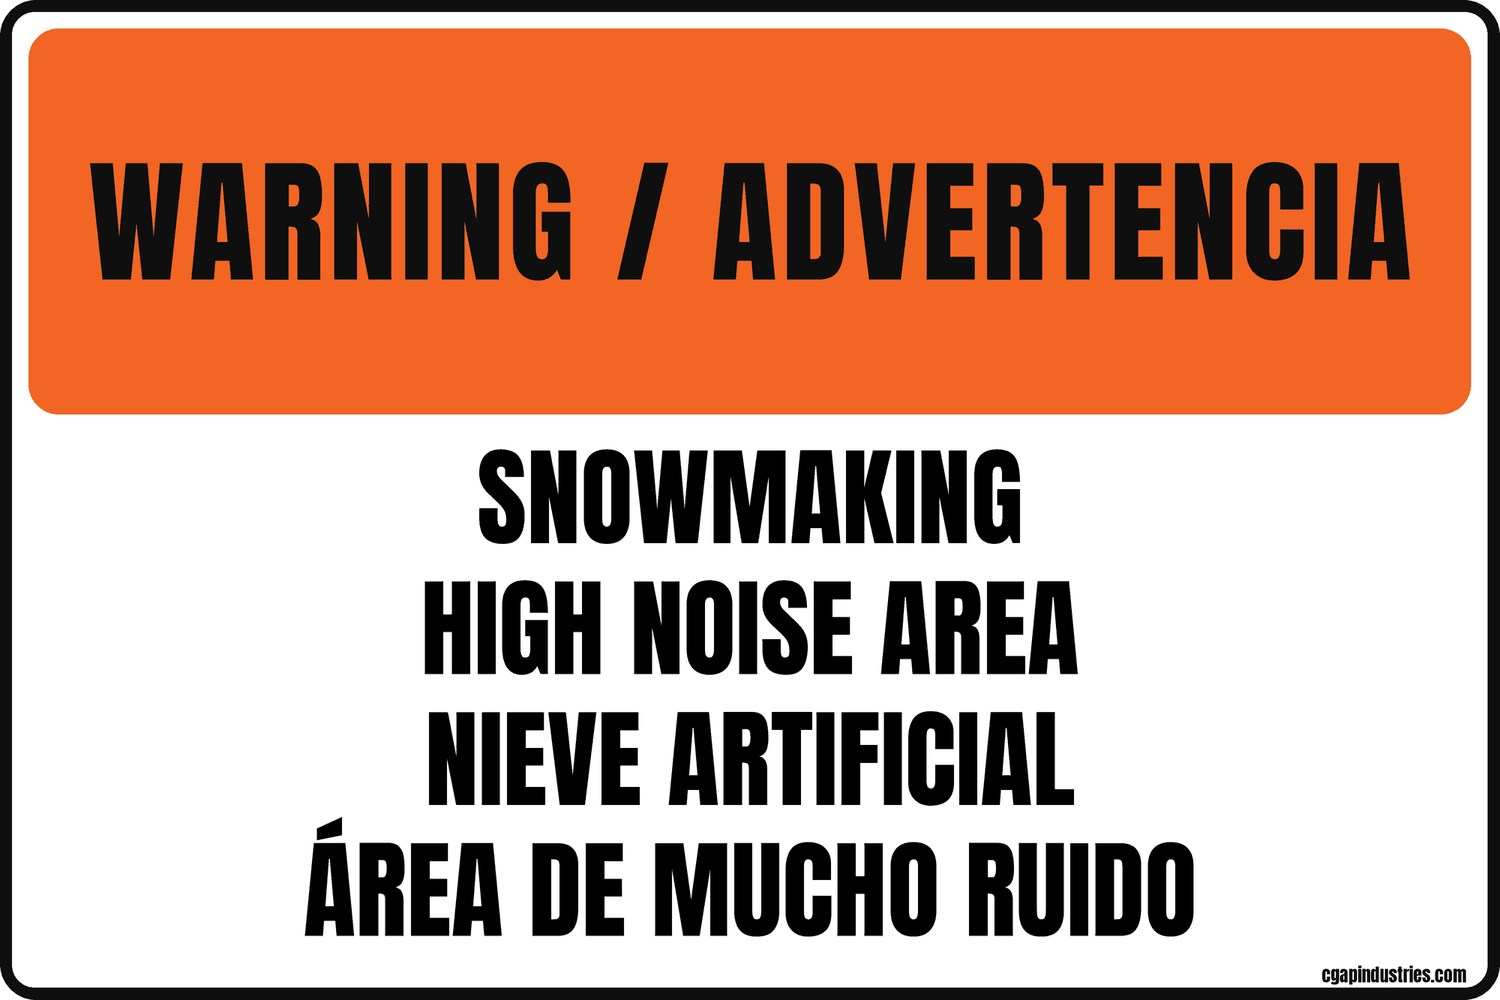 WARNING / ADVERTENCIA
SNOWMAKING
HIGH NOISE AREA
NIEVE ARTIFICIAL
ÁREA DE MUCHO RUIDO
cgapindustries.com